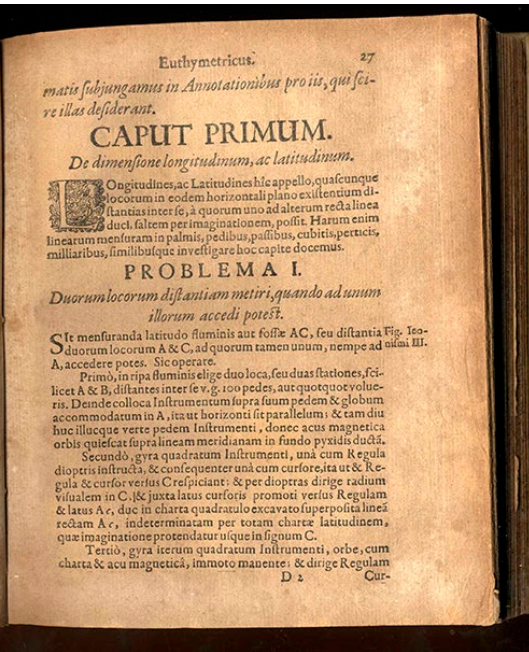 Euthymetricus. 27
matis ſubjungamus in Annotationibus pro iis, qui ſci-
re illas deſiderant.
CAPUT PRIMUM.
De dimenſione longitudinum, ac latitudinum.
LOngitudines, ac Latitudines hîc appello, quaſcunque
locorum in eodem horizontali plano exiſtentium di-
ſtantias inter ſe, à quorum uno ad alterum recta linea
duci, ſaltem per imaginationem, poſſit. Harum enim
linearum menſuram in palmis, pedibus, paſſibus, cubitis, perticis,
milliaribus, ſimilibuſque inveſtigare hoc capite docemus.
PROBLEMA I.
Duorum locorum diſtantiam metiri, quando ad unum
illorum accedi poteſt.
SIt menſuranda latitudo fluminis aut foſſæ AC, ſeu diſtantia
duorum locorum A & C, ad quorum tamen unum, nempe ad
A, accedere potes. Sic operare.
Fig. Ico-
niſmi III.
Primò, in ripa fluminis elige duo loca, ſeu duas ſtationes, ſci-
licet A & B, diſtantes inter ſe v. g. 100 pedes, aut quotquot volue-
ris. Deinde colloca Inſtrumentum ſupra ſuum pedem & globum
accommodatum in A, ita ut horizonti ſit parallelum: & tam diu
huc illucque verte pedem Inſtrumenti, donec acus magnetica
orbis quieſcat ſupra lineam meridianam in fundo pyxidis ductã.
Secundò, gyra quadratum Inſtrumenti, unà cum Regula
dioptris inſtructa, & conſequenter unà cum curſore, ita ut & Re-
gula & curſor verſus C reſpiciant: & per dioptras dirige radium
viſualem in C. & juxta latus curſoris promoti verſus Regulam
& latus Ac, duc in charta quadratulo excavato ſuperpoſita lineã
rectam Ac, indeterminatam per totam chartæ latitudinem,
quæ imaginatione protendatur uſque in ſignum C.
Tertiò, gyra iterum quadratum Inſtrumenti, orbe, cum
charta & acu magneticâ, immoto manente: & dirige Regulam
D 2 Cur-